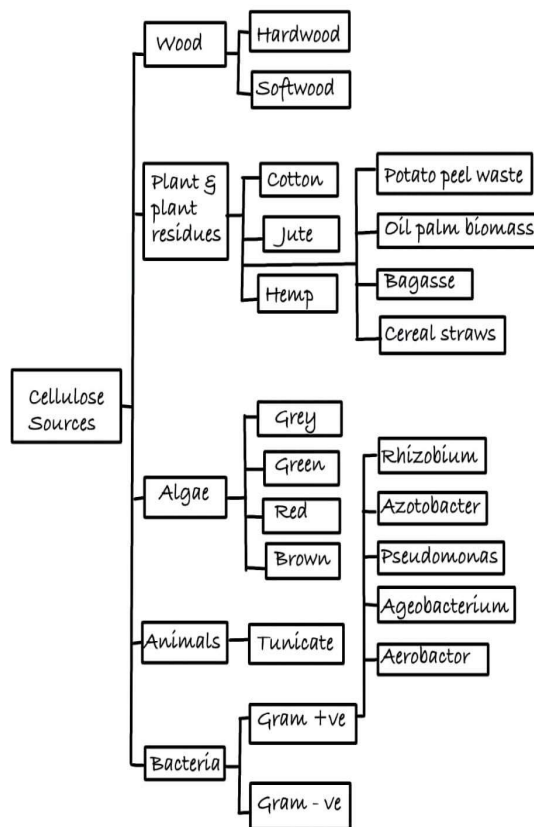 Wood
Hardwood
Softwood
Plant &
plant
residues
Cotton
Jute
Hemp
Potato peel waste
Oil palm biomass
Bagasse
Cereal straws
Cellulose
Sources
Algae
Grey
Green
Red
Brown
Animals
Tunicate
Bacteria
Gram +ve
Gram - ve
Rhizobium
Azotobacter
Pseudomonas
Ageobacterium
Aerobactor